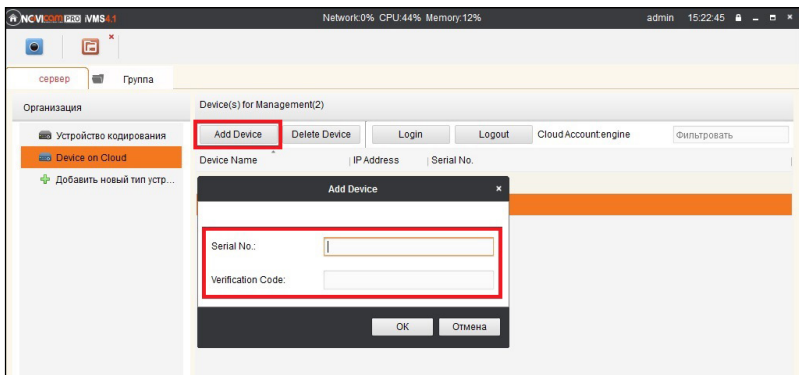 NOVIcam PRO iVMS4.1 Network:0% CPU:44% Memory:12% admin 15:22:45
сервер Группа
Организация
Устройство кодирования
Device on Cloud
Добавить новый тип устр...
Device(s) for Management(2)
Add Device Delete Device Login Logout Cloud Account:engine Фильтровать
Device Name IP Address Serial No.
Add Device
Serial No.:
Verification Code:
OK Отмена